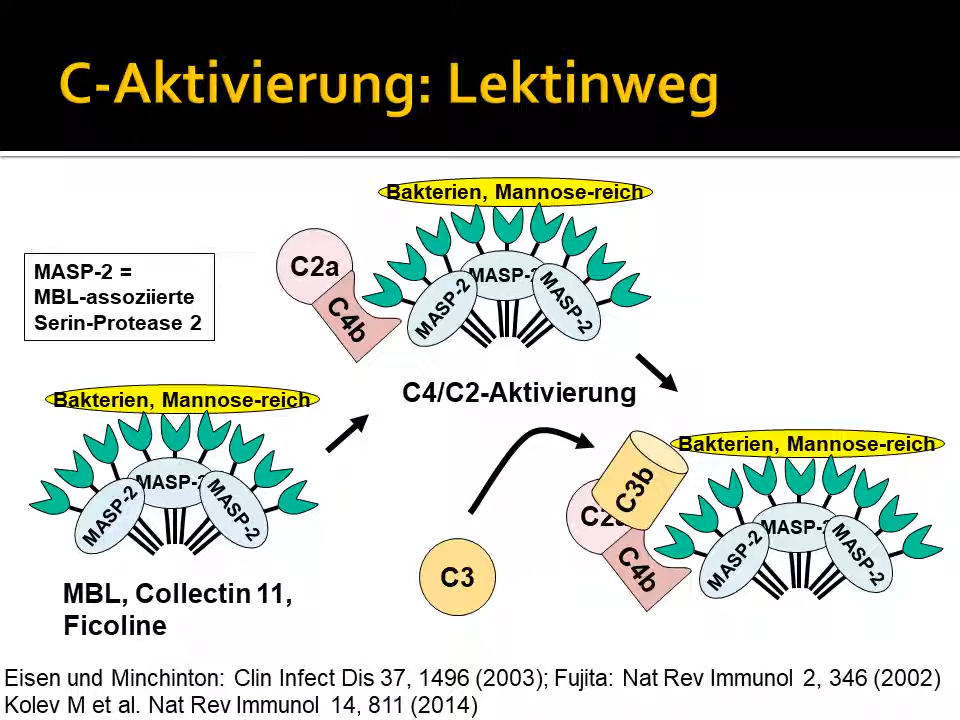 C-Aktivierung: Lektinweg
Bakterien, Mannose-reich
C2a
C4b
MASP-2
MASP-2
MASP-2
MASP-2 =
MBL-assoziierte
Serin-Protease 2
C4/C2-Aktivierung
Bakterien, Mannose-reich
MASP-2
MASP-2
MASP-2
MBL, Collectin 11,
Ficoline
C3
Bakterien, Mannose-reich
C3b
C2a
C4b
MASP-2
MASP-2
MASP-2
Eisen und Minchinton: Clin Infect Dis 37, 1496 (2003); Fujita: Nat Rev Immunol 2, 346 (2002)
Kolev M et al. Nat Rev Immunol 14, 811 (2014)